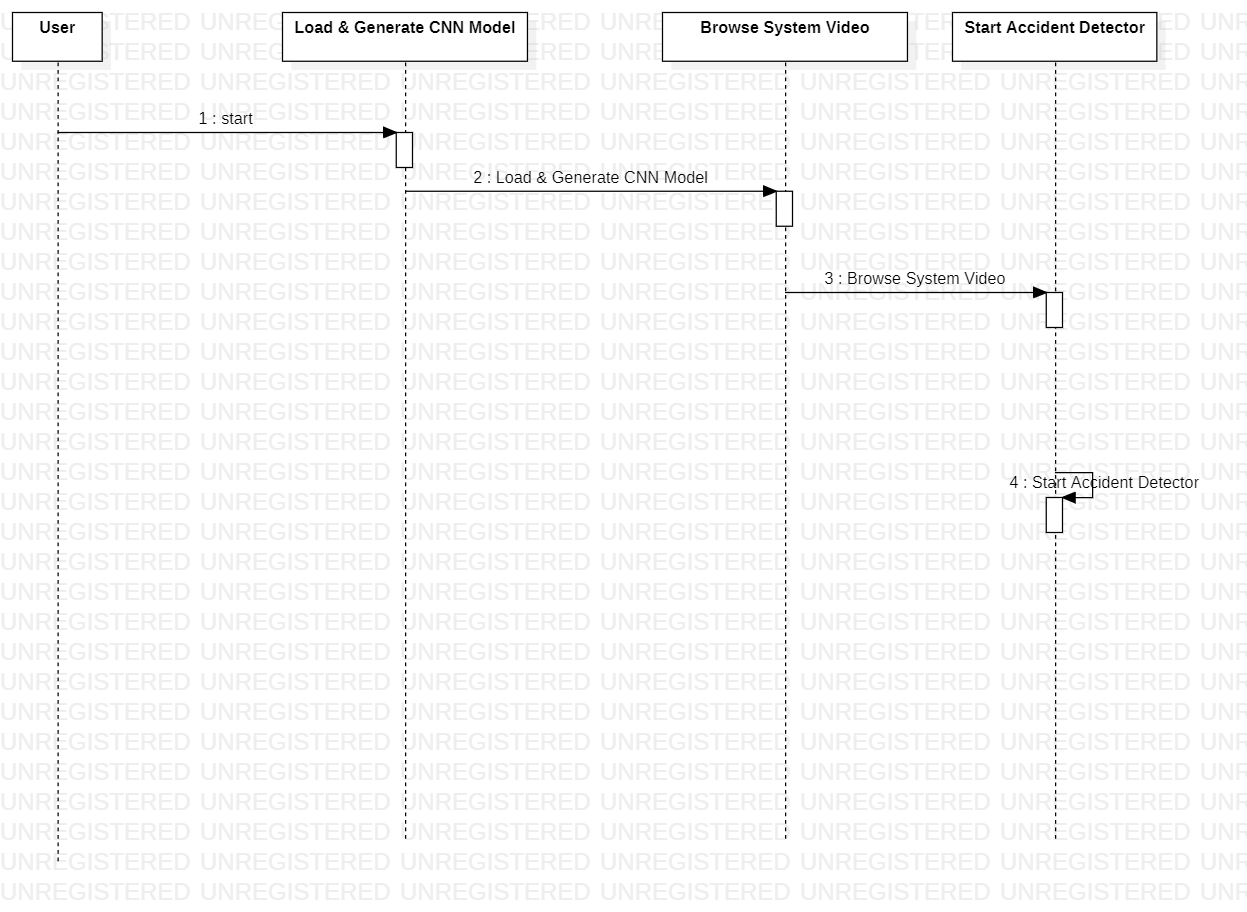 User
Load & Generate CNN Model
Browse System Video
Start Accident Detector
1 : start
2 : Load & Generate CNN Model
3 : Browse System Video
4 : Start Accident Detector
UNREGISTERED